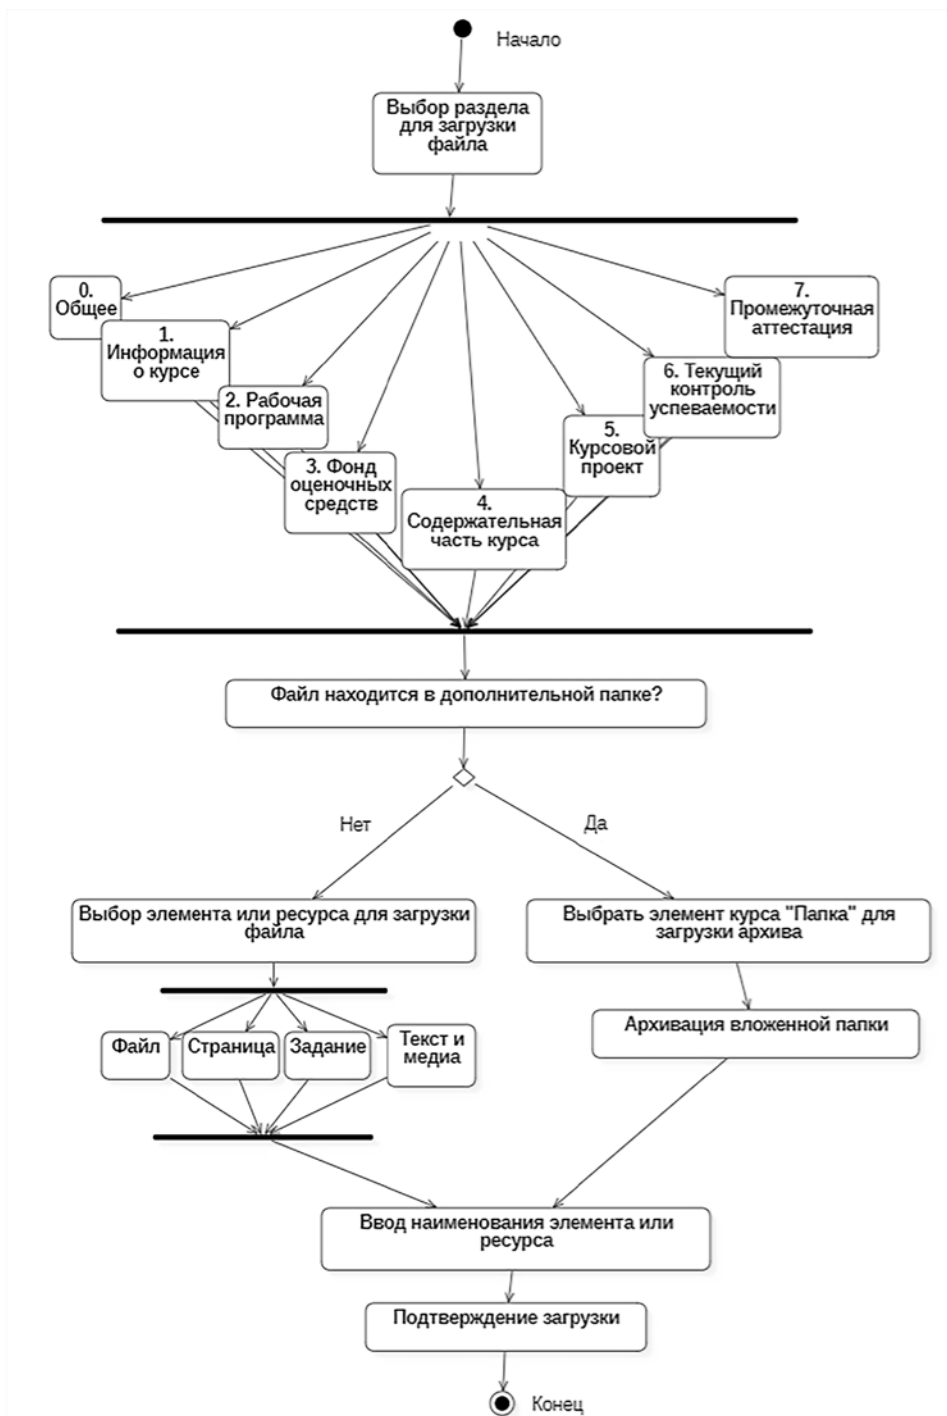 Начало
Выбор раздела
для загрузки
файла
0.
Общее
1.
Информация
о курсе
2. Рабочая
программа
3. Фонд
оценочных
средств
4.
Содержательная
часть курса
5.
Курсовой
проект
6. Текущий
контроль
успеваемости
7.
Промежуточная
аттестация
Файл находится в дополнительной папке?
Нет
Да
Выбор элемента или ресурса для загрузки
файла
Выбрать элемент курса "Папка" для
загрузки архива
Архивация вложенной папки
Файл
Страница
Задание
Текст и
медиа
Ввод наименования элемента или
ресурса
Подтверждение загрузки
Конец